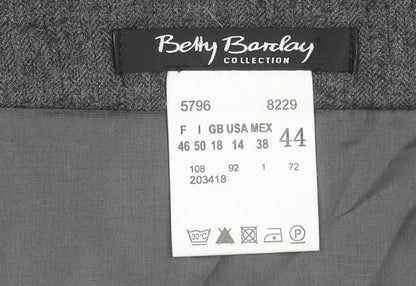 Betty Barclay
COLLECTION
5796 8229
F I GB USA MEX 44
46 50 18 14 38
108 92 1 72
203418
30°C P